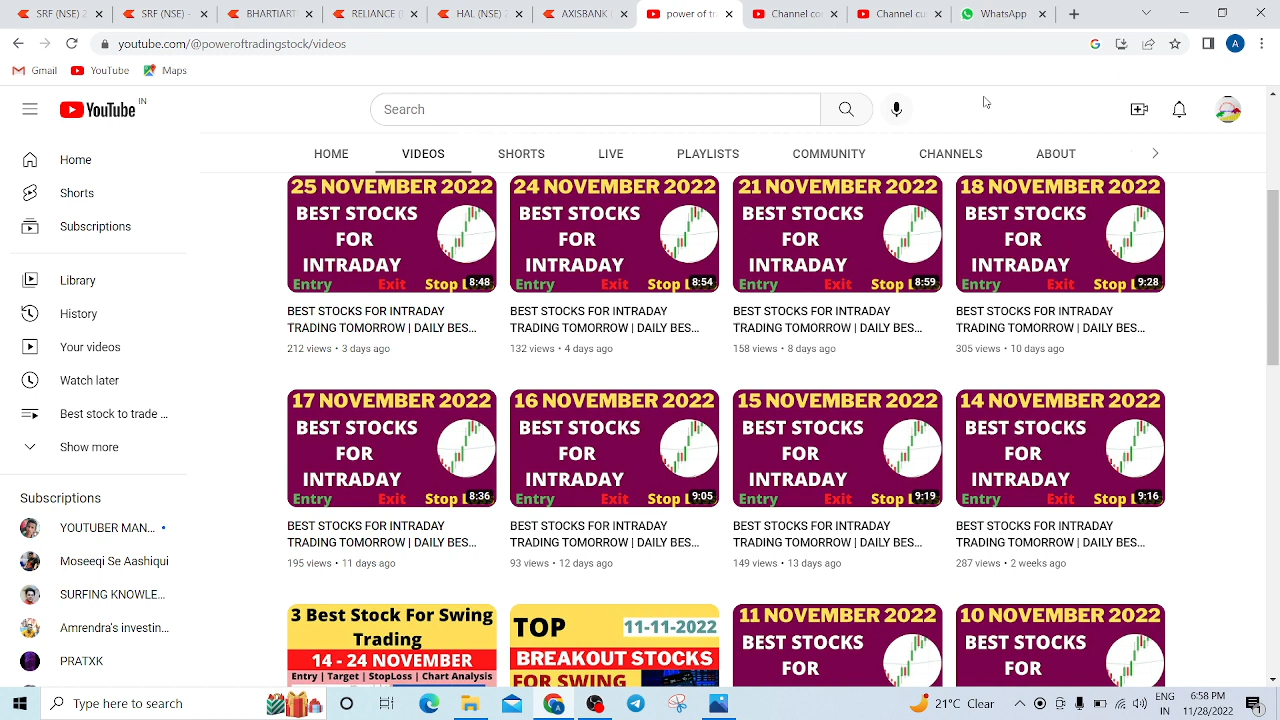 SRF (NSE)
SRF (NSE) -
BHARTARTI
RELIANCE (
HAL (NSE) 2
AXISBANK (
power of tra
Channel co
Channel cu
WhatsApp
youtube.com/@poweroftradingstock/videos
Gmail
YouTube
Maps
YouTube IN
Search
HOME
VIDEOS
SHORTS
LIVE
PLAYLISTS
COMMUNITY
CHANNELS
ABOUT
Home
Shorts
Subscriptions
Library
History
Your videos
Watch later
Best stock to trade ...
Show more
Subscriptions
YOUTUBER MAN...
Moseeqi Se Aashiqui
SURFING KNOWLE...
Amrendra's investin...
PRATXK
25 NOVEMBER 2022
BEST STOCKS
FOR
INTRADAY
Entry Exit Stop L
8:48
BEST STOCKS FOR INTRADAY
TRADING TOMORROW | DAILY BES...
212 views • 3 days ago
24 NOVEMBER 2022
BEST STOCKS
FOR
INTRADAY
Entry Exit Stop L
8:54
BEST STOCKS FOR INTRADAY
TRADING TOMORROW | DAILY BES...
132 views • 4 days ago
21 NOVEMBER 2022
BEST STOCKS
FOR
INTRADAY
Entry Exit Stop L
8:59
BEST STOCKS FOR INTRADAY
TRADING TOMORROW | DAILY BES...
158 views • 8 days ago
18 NOVEMBER 2022
BEST STOCKS
FOR
INTRADAY
Entry Exit Stop L
9:28
BEST STOCKS FOR INTRADAY
TRADING TOMORROW | DAILY BES...
305 views • 10 days ago
17 NOVEMBER 2022
BEST STOCKS
FOR
INTRADAY
Entry Exit Stop L
8:36
BEST STOCKS FOR INTRADAY
TRADING TOMORROW | DAILY BES...
195 views • 11 days ago
16 NOVEMBER 2022
BEST STOCKS
FOR
INTRADAY
Entry Exit Stop L
9:05
BEST STOCKS FOR INTRADAY
TRADING TOMORROW | DAILY BES...
93 views • 12 days ago
15 NOVEMBER 2022
BEST STOCKS
FOR
INTRADAY
Entry Exit Stop L
9:19
BEST STOCKS FOR INTRADAY
TRADING TOMORROW | DAILY BES...
149 views • 13 days ago
14 NOVEMBER 2022
BEST STOCKS
FOR
INTRADAY
Entry Exit Stop L
9:16
BEST STOCKS FOR INTRADAY
TRADING TOMORROW | DAILY BES...
287 views • 2 weeks ago
3 Best Stock For Swing
Trading
14 - 24 NOVEMBER
Entry | Target | StopLoss | Chart Analysis
TOP 11-11-2022
BREAKOUT STOCKS
FOR SWING
11 NOVEMBER 2022
BEST STOCKS
FOR
10 NOVEMBER 2022
BEST STOCKS
FOR
Type here to search
21°C Clear
ENG
IN
6:58 PM
11/28/2022